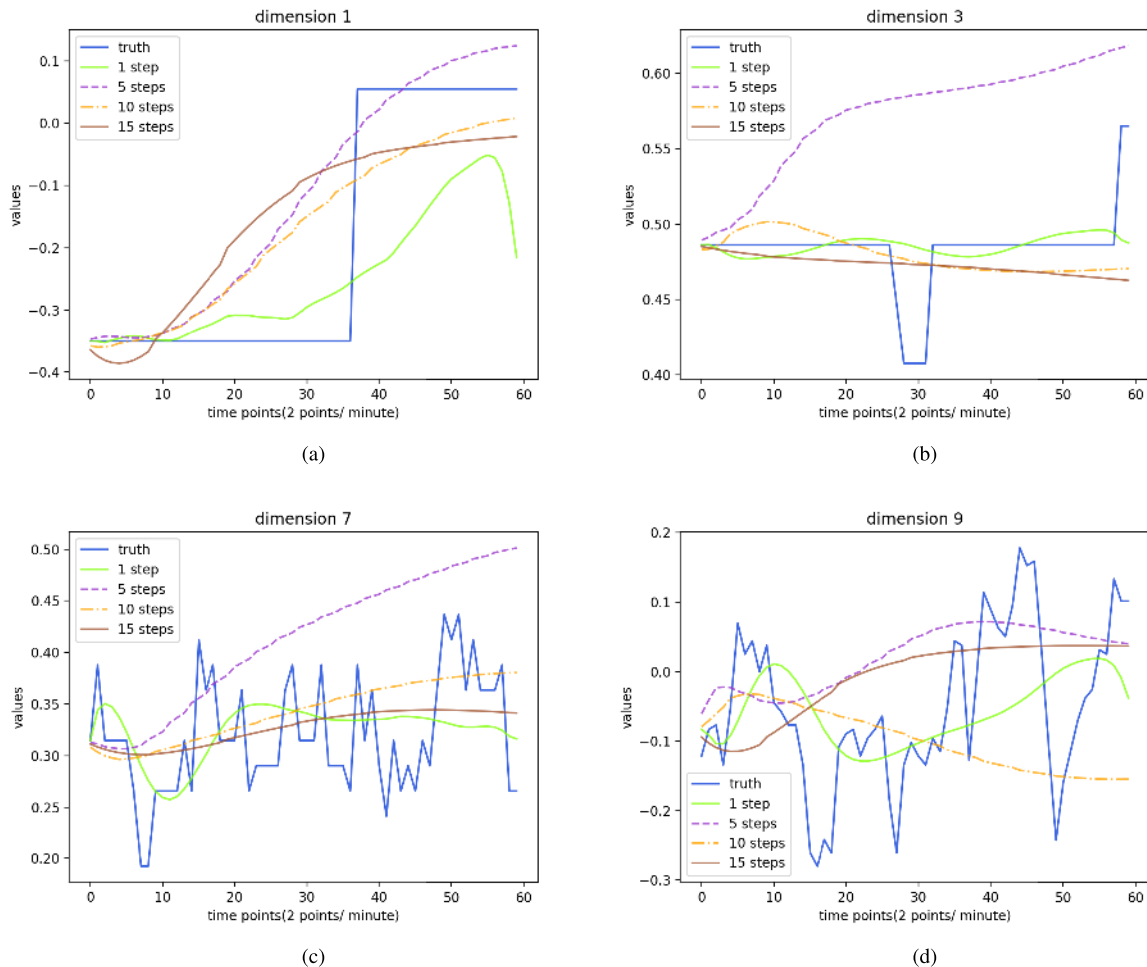 dimension 1
truth
1 step
5 steps
10 steps
15 steps
0.1
0.0
−0.1
−0.2
−0.3
−0.4
values
0
10
20
30
40
50
60
time points(2 points/ minute)
(a)
dimension 3
truth
1 step
5 steps
10 steps
15 steps
0.60
0.55
0.50
0.45
0.40
values
0
10
20
30
40
50
60
time points(2 points/ minute)
(b)
dimension 7
truth
1 step
5 steps
10 steps
15 steps
0.50
0.45
0.40
0.35
0.30
0.25
0.20
values
0
10
20
30
40
50
60
time points(2 points/ minute)
(c)
dimension 9
0.2
0.1
0.0
−0.1
−0.2
−0.3
values
truth
1 step
5 steps
10 steps
15 steps
0
10
20
30
40
50
60
time points(2 points/ minute)
(d)